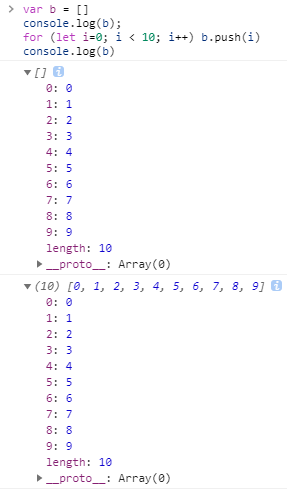 > var b = []
console.log(b);
for (let i=0; i < 10; i++) b.push(i)
console.log(b)
▼[] i
0: 0
1: 1
2: 2
3: 3
4: 4
5: 5
6: 6
7: 7
8: 8
9: 9
length: 10
▶__proto__: Array(0)
▼(10) [0, 1, 2, 3, 4, 5, 6, 7, 8, 9] i
0: 0
1: 1
2: 2
3: 3
4: 4
5: 5
6: 6
7: 7
8: 8
9: 9
length: 10
▶__proto__: Array(0)